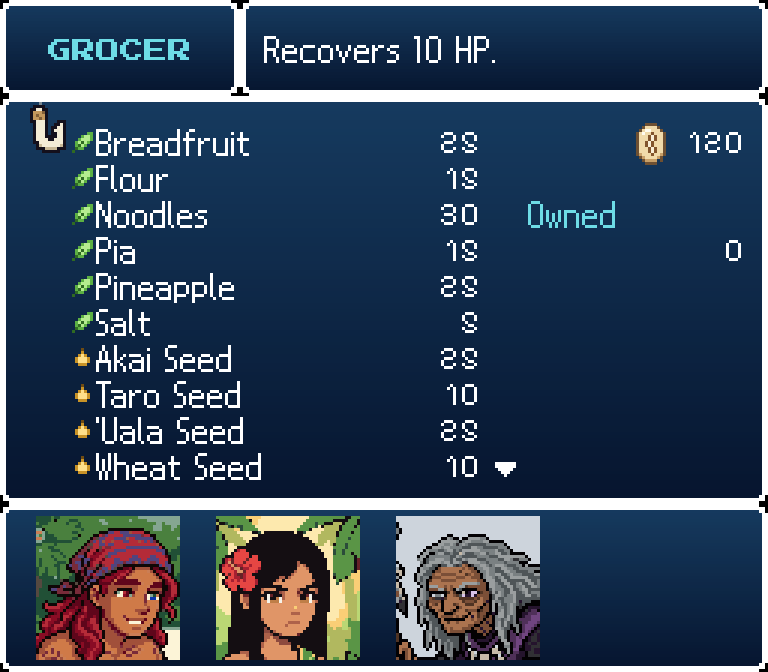 GROCER
Recovers 10 HP.
Breadfruit 25
120
Flour 15
Noodles 30
Owned
Pia 15
0
Pineapple 25
Salt 5
Akai Seed 25
Taro Seed 10
'Uala Seed 25
Wheat Seed 10